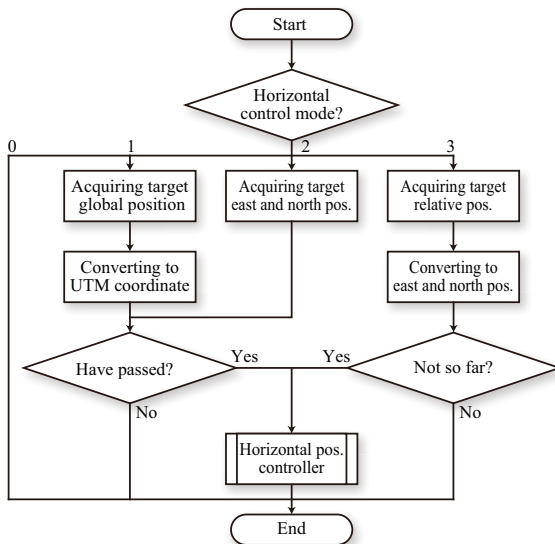 Start
Horizontal
control mode?
0
1
2
3
Acquiring target
global position
Acquiring target
east and north pos.
Acquiring target
relative pos.
Converting to
UTM coordinate
Converting to
east and north pos.
Have passed?
Yes
Yes
Not so far?
No
No
Horizontal pos.
controller
End